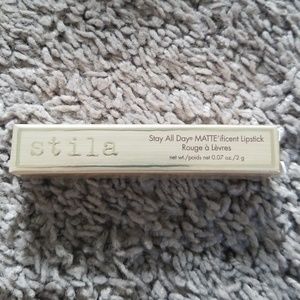 stila
Stay All Day® MATTE'ificent Lipstick
Rouge à Lèvres
net wt./poids net 0.07 oz./2 g